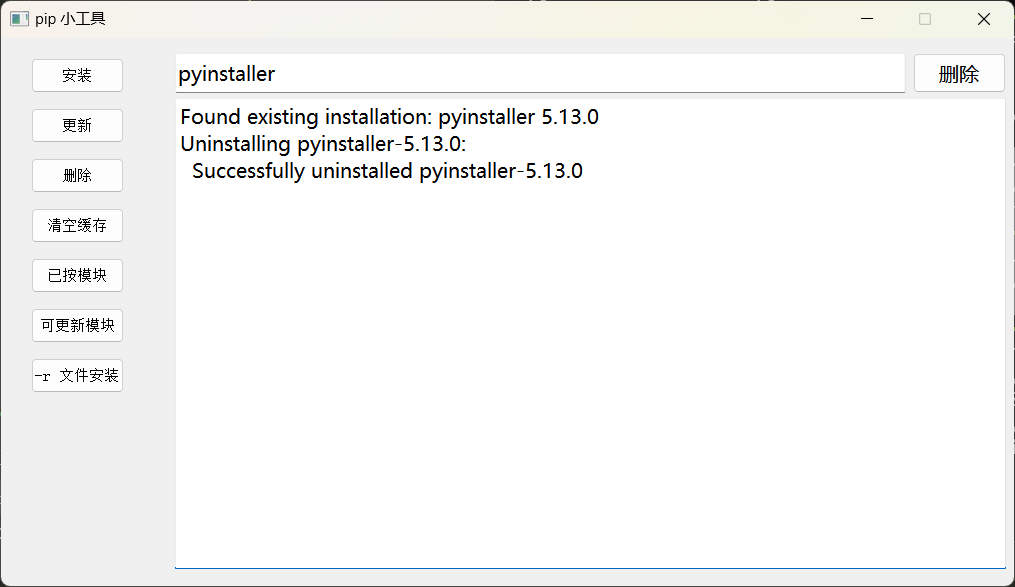 pip 小工具
安装
更新
删除
清空缓存
已按模块
可更新模块
-r 文件安装
pyinstaller
删除
Found existing installation: pyinstaller 5.13.0
Uninstalling pyinstaller-5.13.0:
Successfully uninstalled pyinstaller-5.13.0